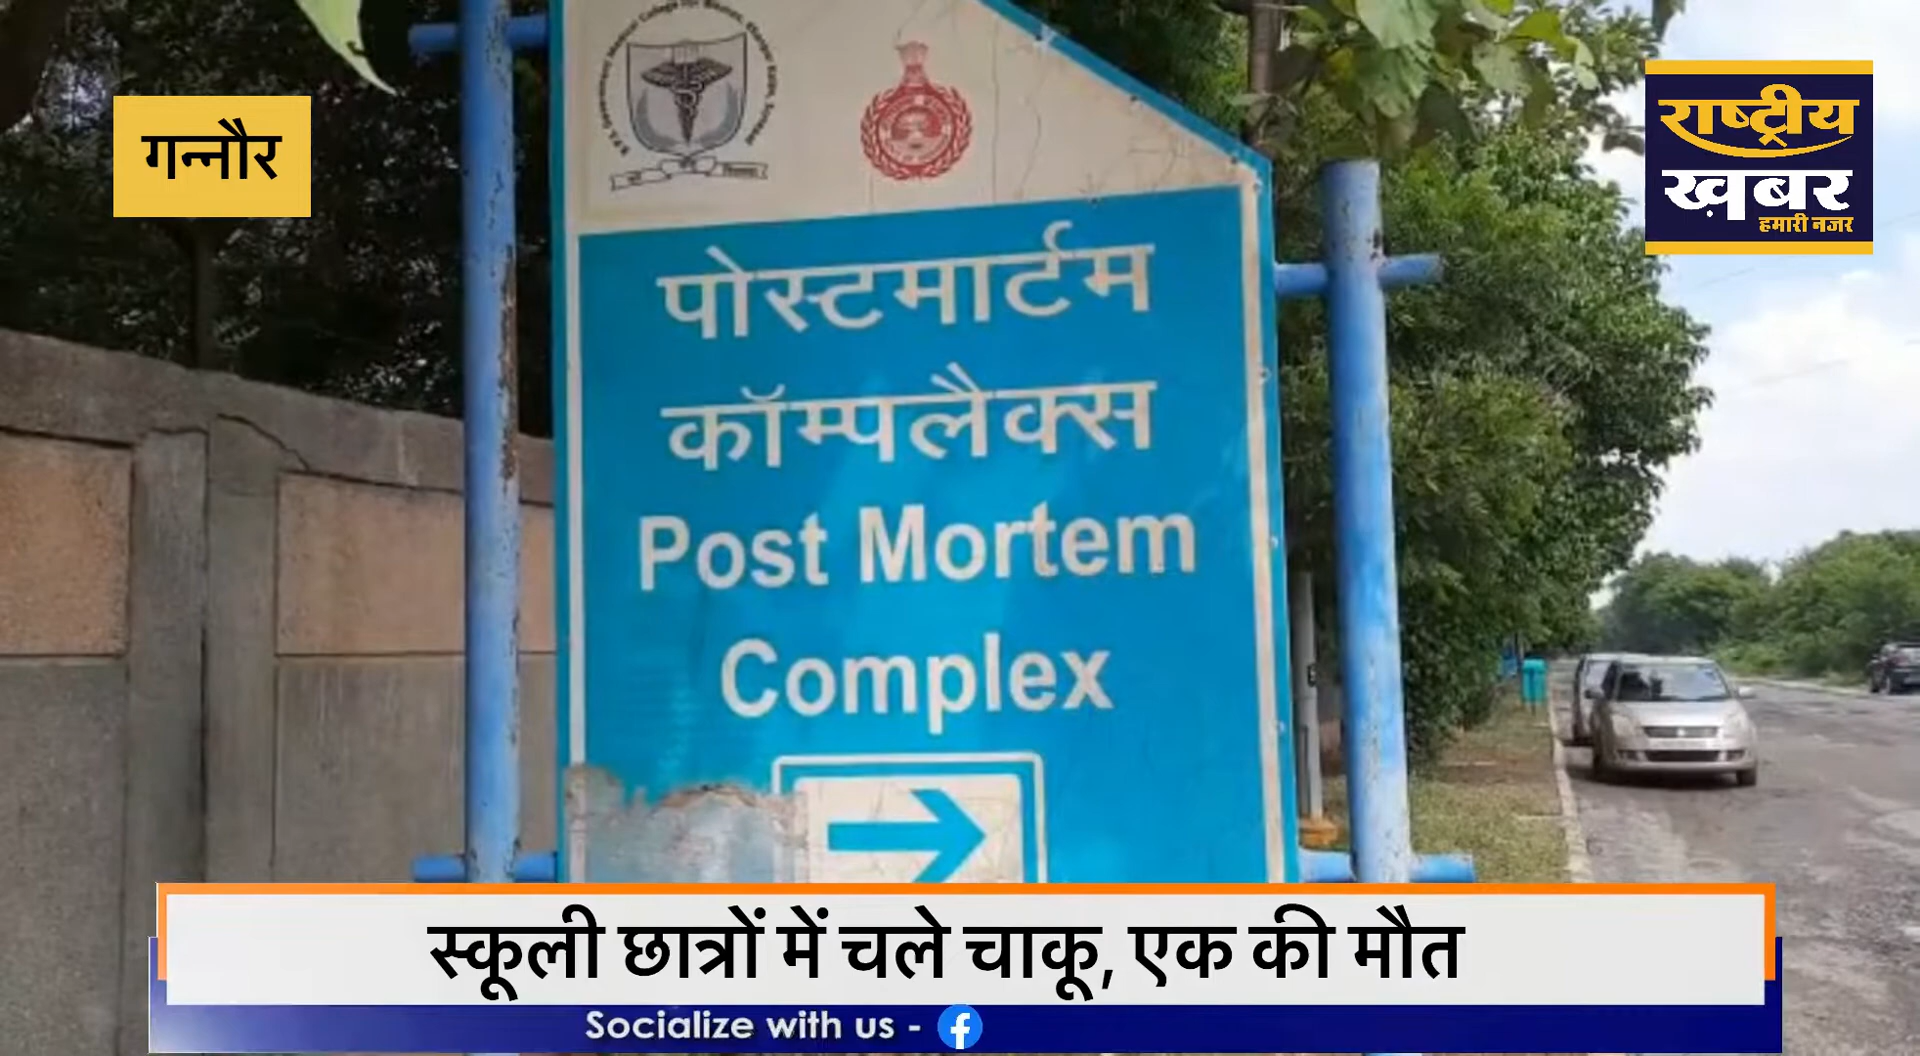 गन्नौर
राष्ट्रीय
ख़बर
हमारी नजर
पोस्टमार्टम
कॉम्पलैक्स
Post Mortem
Complex
स्कूली छात्रों में चले चाकू, एक की मौत
Socialize with us -